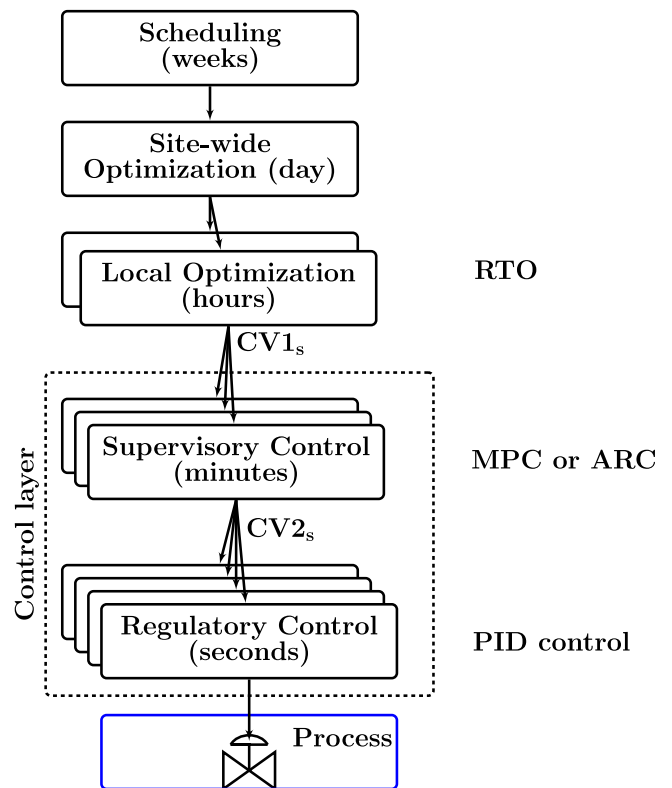 Scheduling
(weeks)
Site-wide
Optimization (day)
Local Optimization
(hours)
RTO
CV1s
Control layer
Supervisory Control
(minutes)
MPC or ARC
CV2s
Regulatory Control
(seconds)
PID control
Process